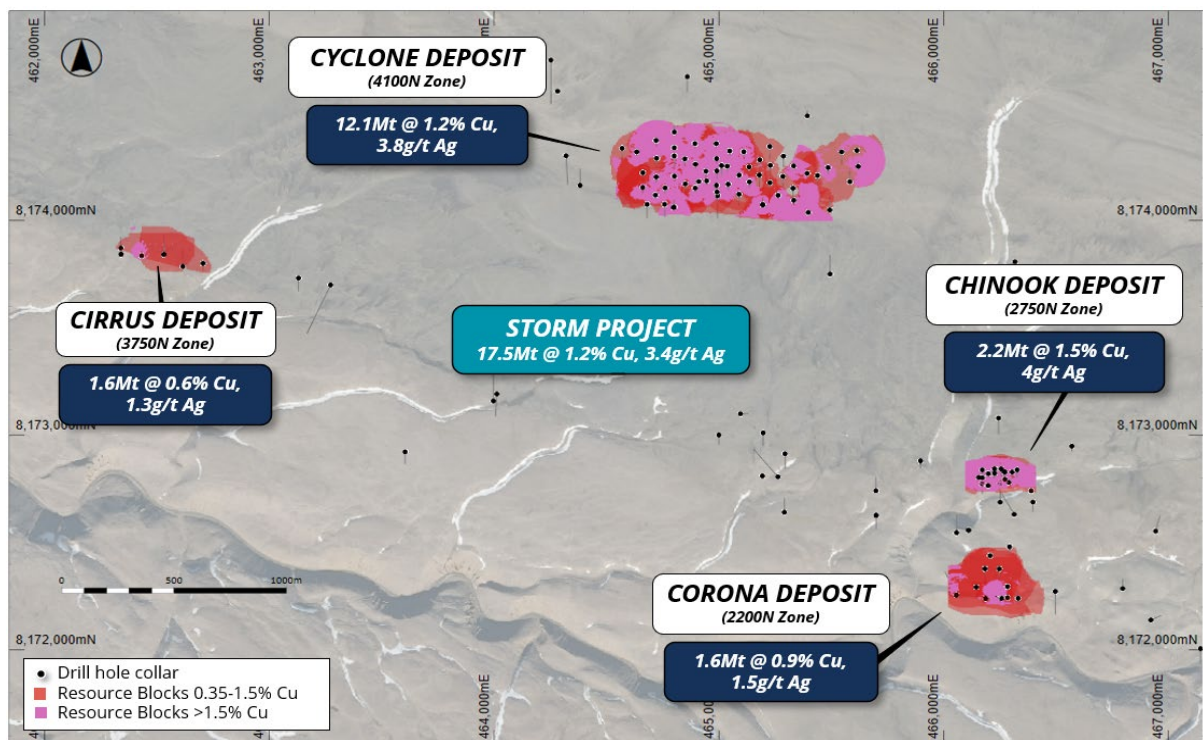 462,000mE
463,000mE
465,000mE
466,000mE
467,000mE
CYCLONE DEPOSIT
(4100N Zone)
12.1Mt @ 1.2% Cu,
3.8g/t Ag
8,174,000mN
8,174,000mN
CIRRUS DEPOSIT
(3750N Zone)
1.6Mt @ 0.6% Cu,
1.3g/t Ag
STORM PROJECT
17.5Mt @ 1.2% Cu, 3.4g/t Ag
CHINOOK DEPOSIT
(2750N Zone)
2.2Mt @ 1.5% Cu,
4g/t Ag
8,173,000mN
8,173,000mN
0 500 1000m
CORONA DEPOSIT
(2200N Zone)
1.6Mt @ 0.9% Cu,
1.5g/t Ag
8,172,000mN
8,172,000mN
Drill hole collar
Resource Blocks 0.35-1.5% Cu
Resource Blocks >1.5% Cu
464,000mE
465,000mE
466,000mE
467,000mE